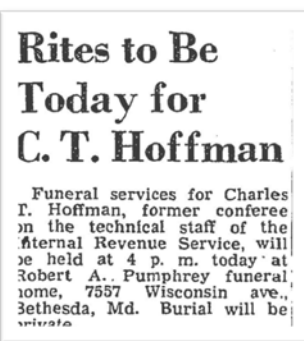 Rites to Be
Today for
C. T. Hoffman
Funeral services for Charles
T. Hoffman, former conferee
on the technical staff of the
Internal Revenue Service, will
be held at 4 p. m. today at
Robert A. Pumphrey funeral
home, 7557 Wisconsin ave.,
Bethesda, Md. Burial will be
private